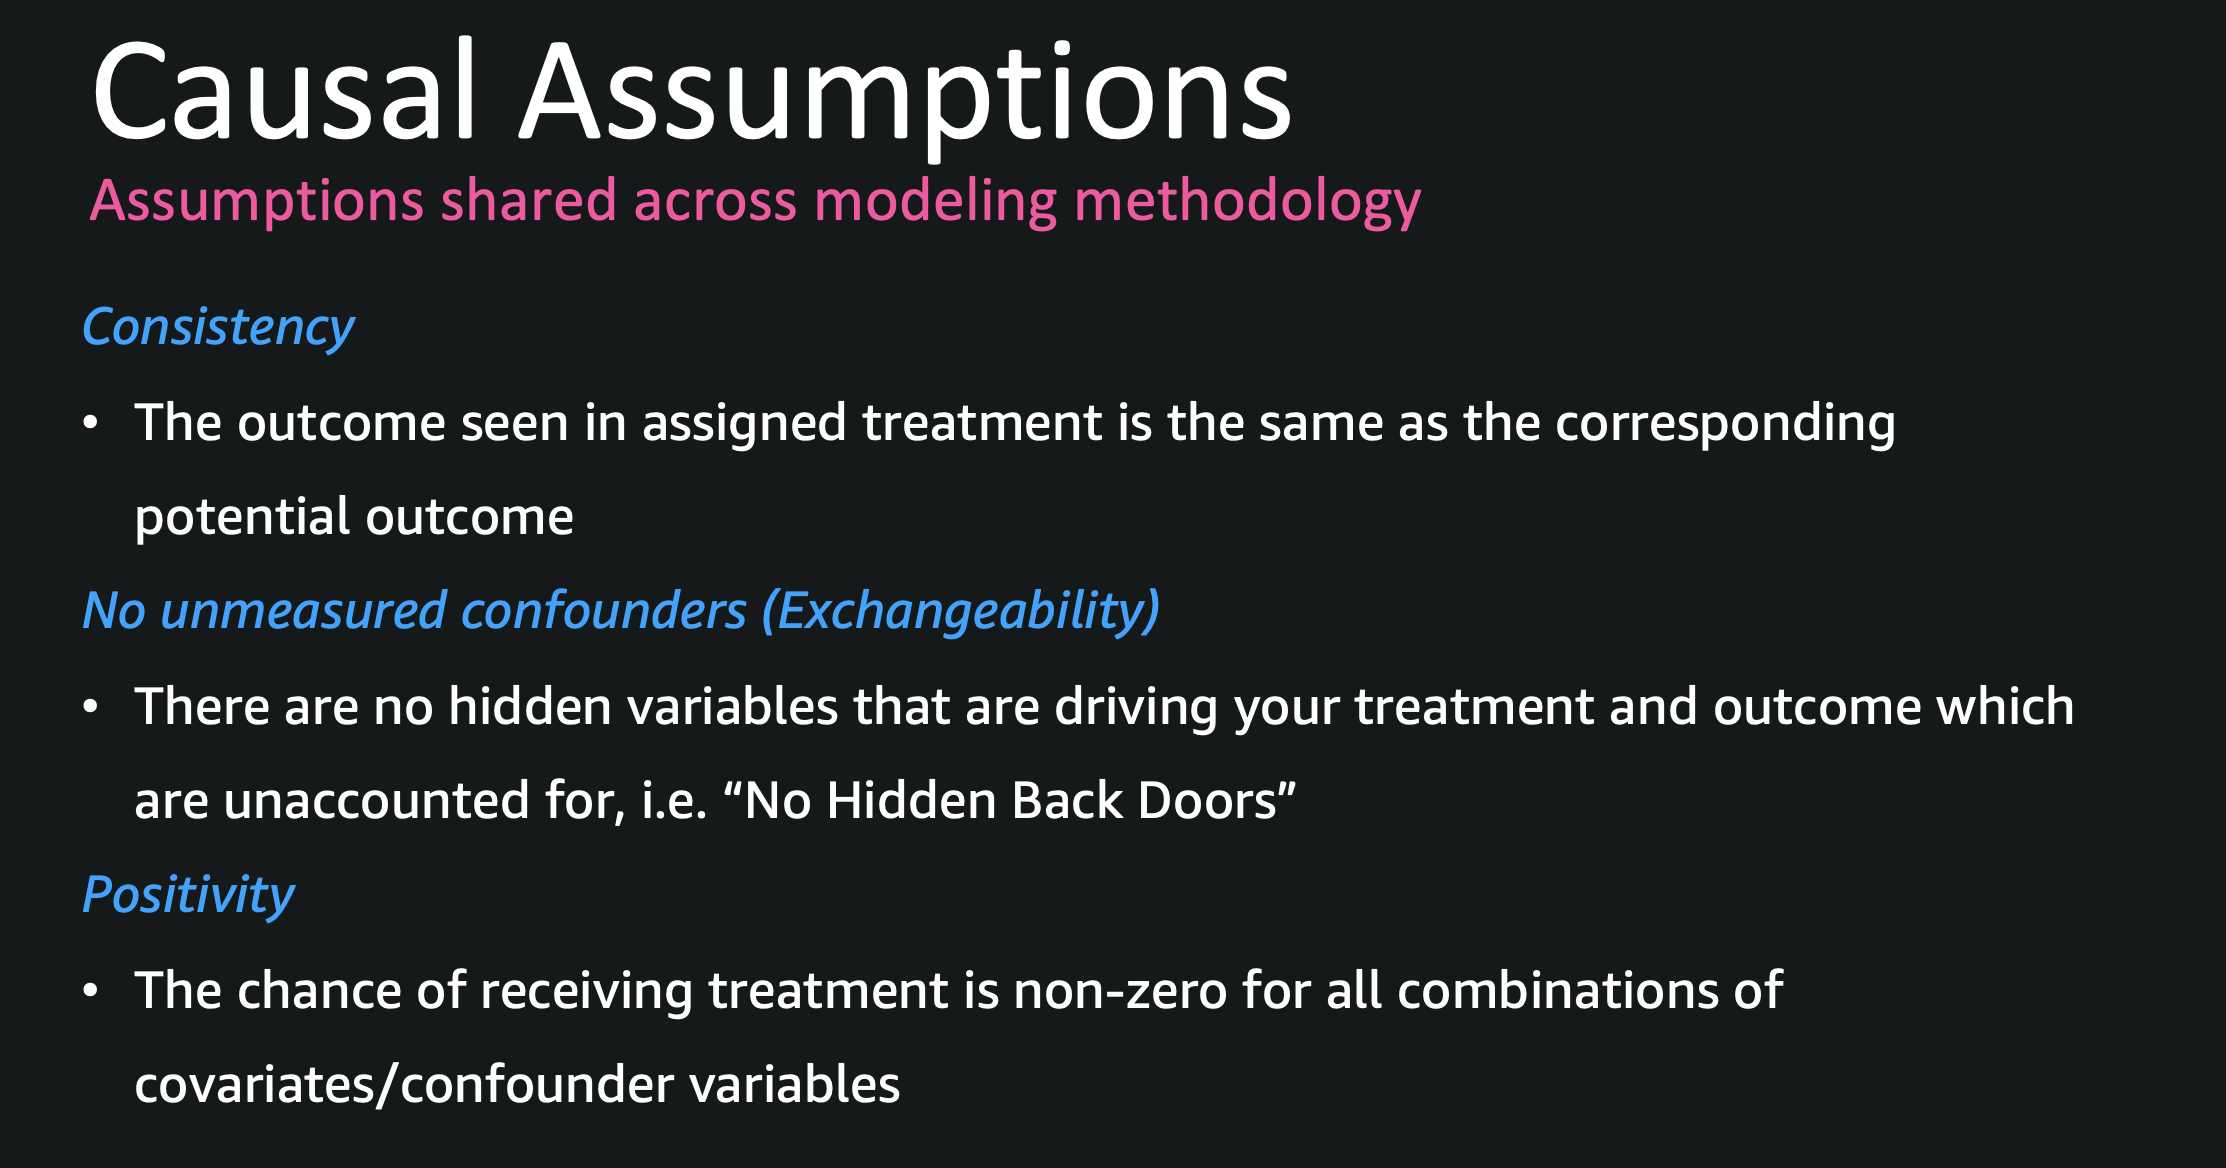 Causal Assumptions
Assumptions shared across modeling methodology
Consistency
• The outcome seen in assigned treatment is the same as the corresponding
potential outcome
No unmeasured confounders (Exchangeability)
• There are no hidden variables that are driving your treatment and outcome which
are unaccounted for, i.e. “No Hidden Back Doors”
Positivity
• The chance of receiving treatment is non-zero for all combinations of
covariates/confounder variables